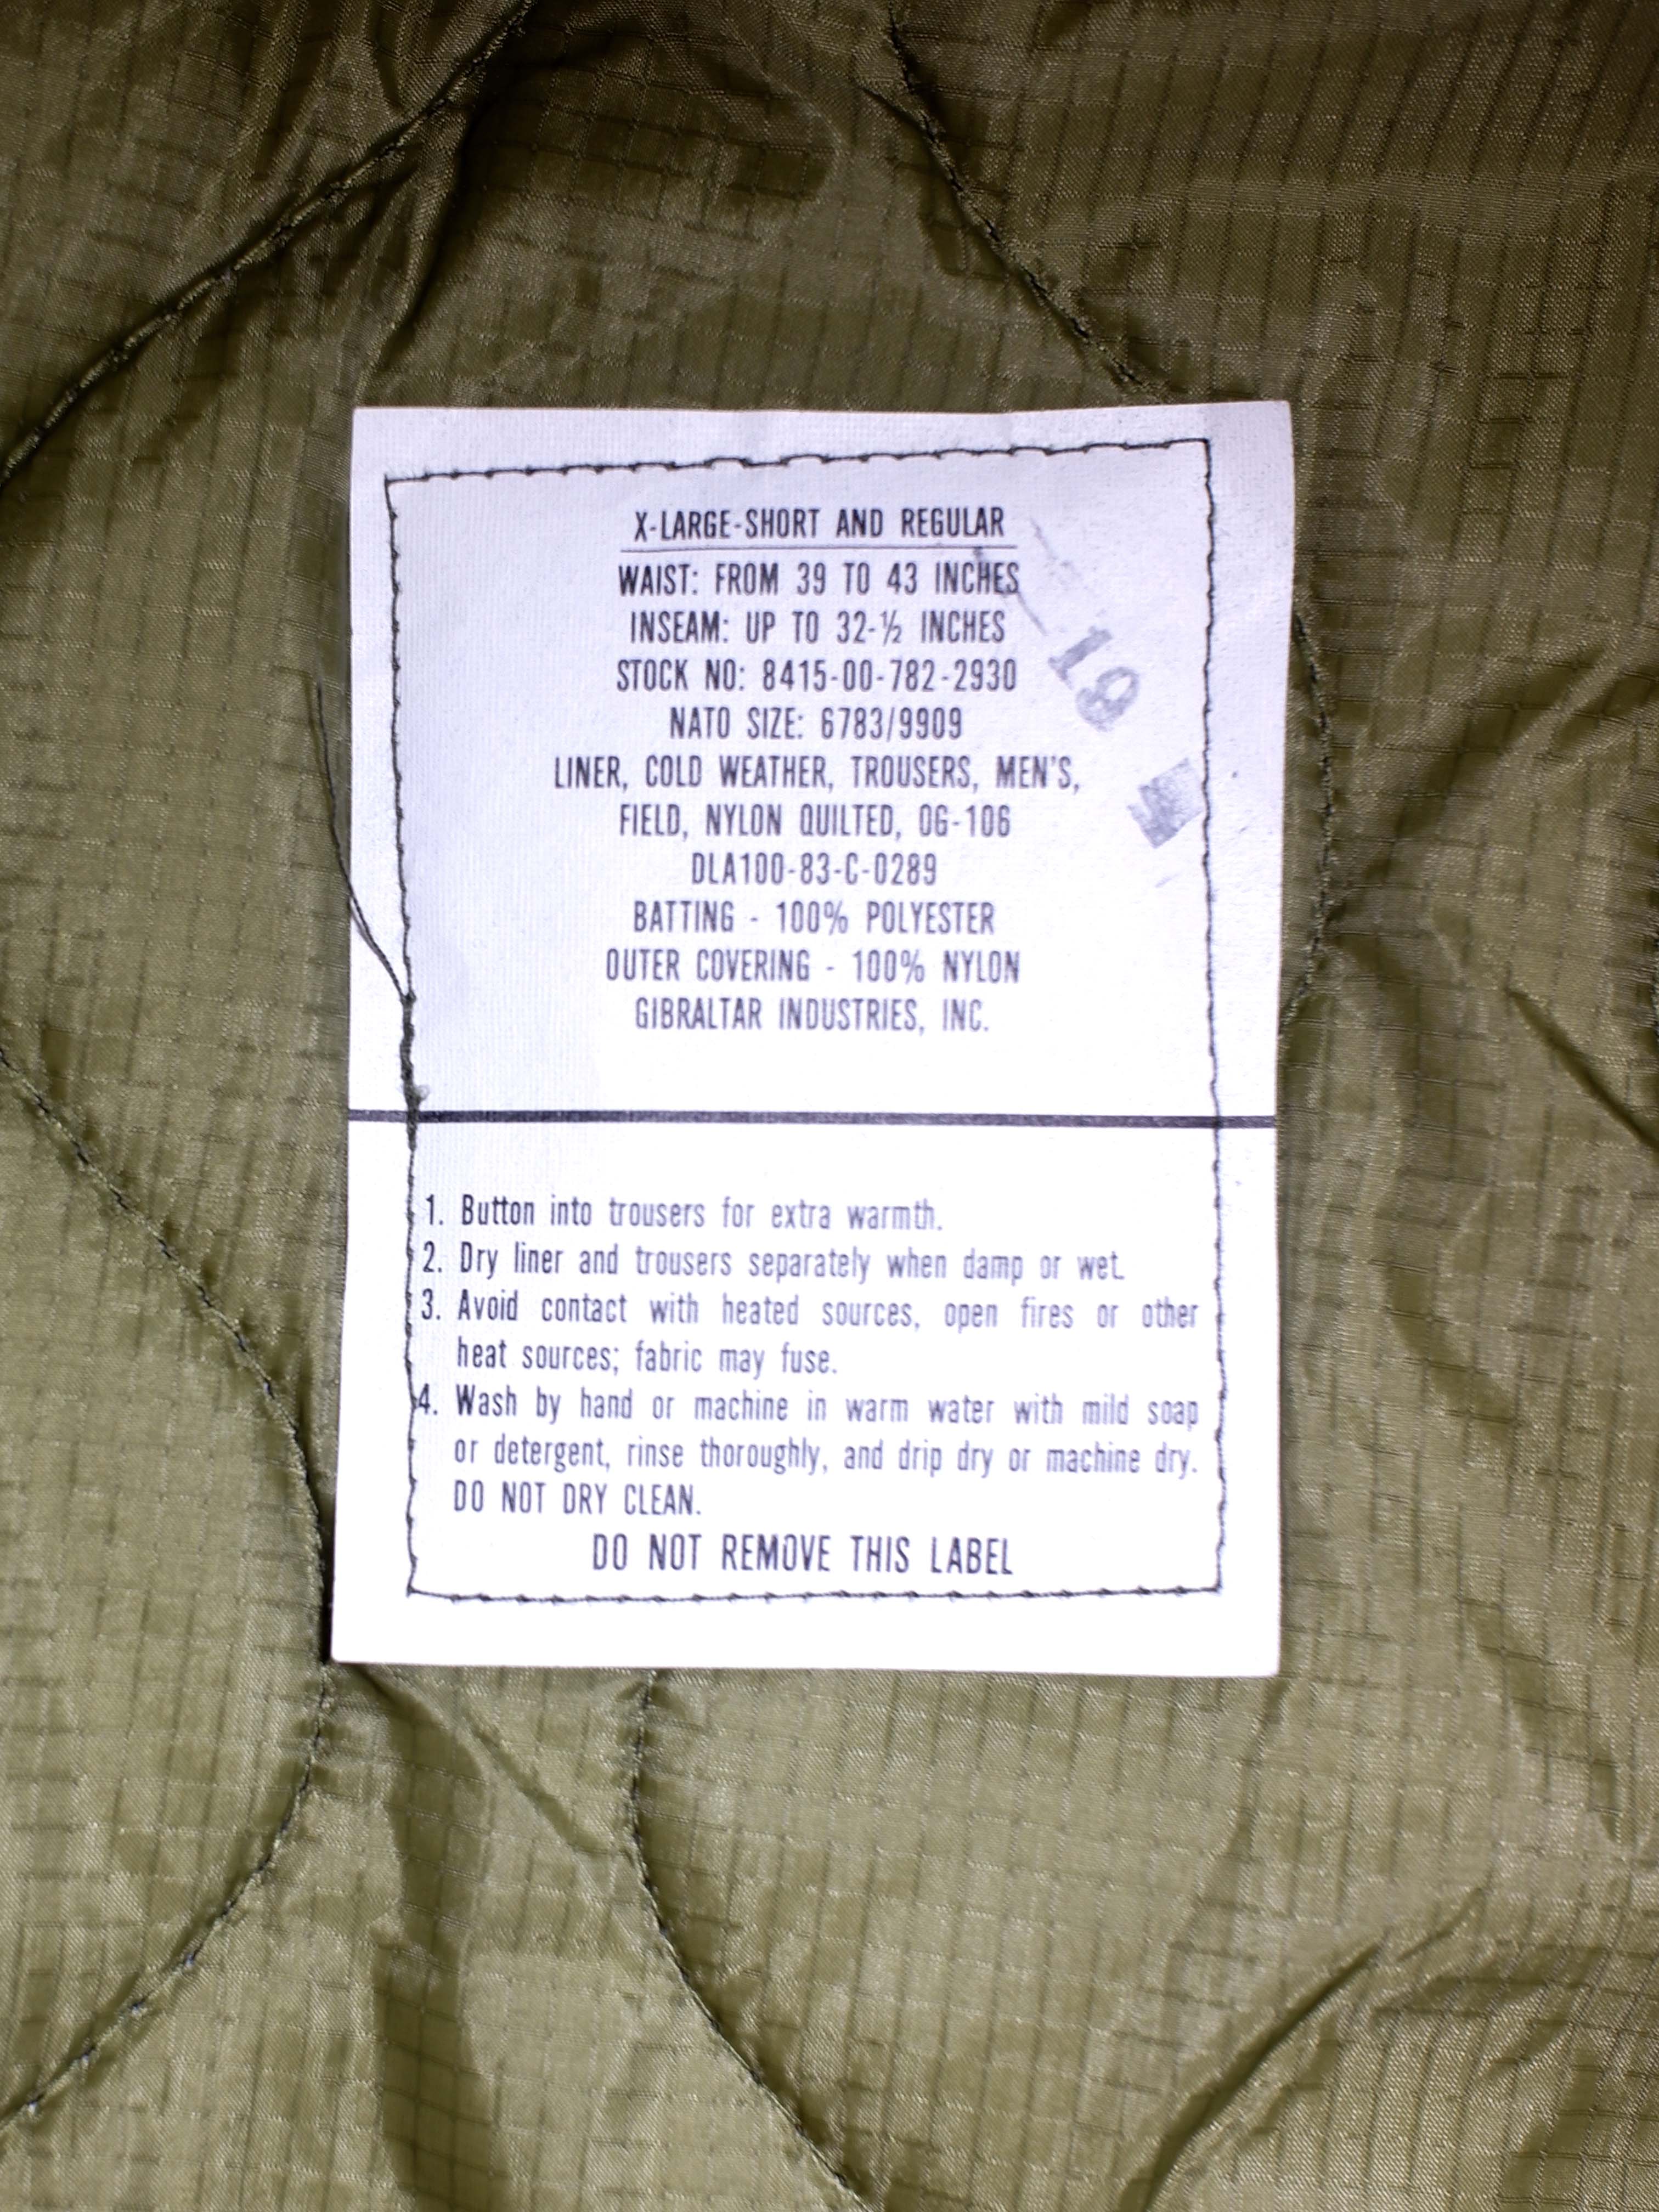 X-LARGE-SHORT AND REGULAR
WAIST: FROM 39 TO 43 INCHES
INSEAM: UP TO 32-½ INCHES
STOCK NO: 8415-00-782-2930
NATO SIZE: 6783/9909
LINER, COLD WEATHER, TROUSERS, MEN'S,
FIELD, NYLON QUILTED, OG-106
DLA100-83-C-0289
BATTING - 100% POLYESTER
OUTER COVERING - 100% NYLON
GIBRALTAR INDUSTRIES, INC.
19
1. Button into trousers for extra warmth.
2. Dry liner and trousers separately when damp or wet.
3. Avoid contact with heated sources, open fires or other
heat sources; fabric may fuse.
4. Wash by hand or machine in warm water with mild soap
or detergent, rinse thoroughly, and drip dry or machine dry.
DO NOT DRY CLEAN.
DO NOT REMOVE THIS LABEL